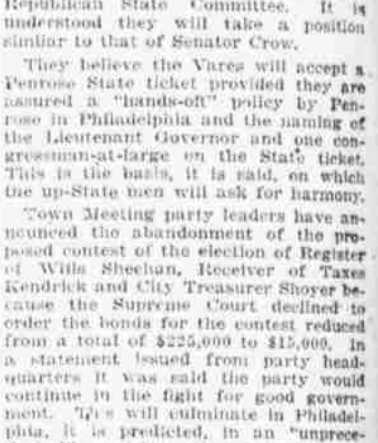 Republican State Committee. It is
understood they will take a position
similar to that of Senator Crow.
They believe the Vares will accept a
Penrose State ticket provided they are
assured a "hands-off" policy by Pen-
rose in Philadelphia and the naming of
the Lieutenant Governor and one con-
gressman-at-large on the State ticket.
This is the basis, it is said, on which
the up-State men will ask for harmony.
Town Meeting party leaders have an-
nounced the abandonment of the pro-
posed contest of the election of Register
of Wills Sheehan, Receiver of Taxes
Kendrick and City Treasurer Shoyer be-
cause the Supreme Court declined to
order the bonds for the contest reduced
from a total of $225,000 to $15,000. In
a statement issued from party head-
quarters it was said the party would
continue in the fight for good govern-
ment. This will culminate in Philadel-
phia, it is predicted, in an "unprece-